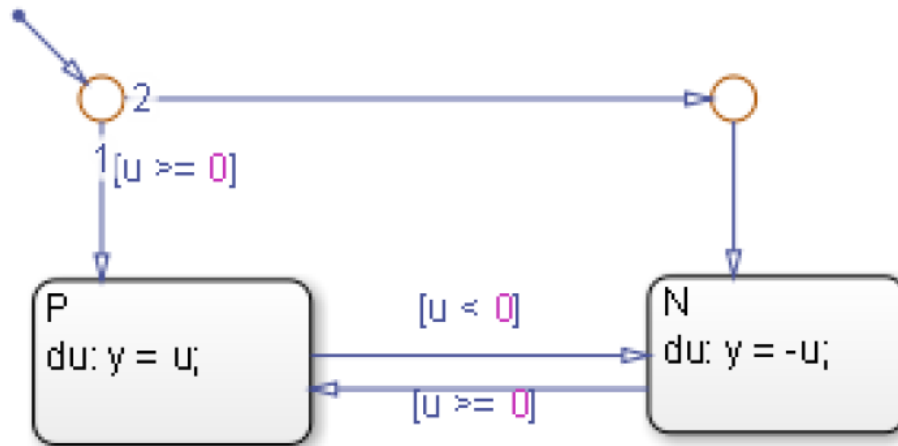 2
1
[u >= 0]
P
du: y = u;
[u < 0]
[u >= 0]
N
du: y = -u;